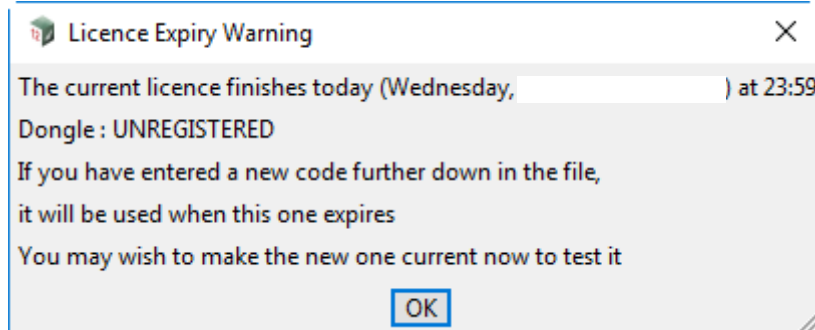 Licence Expiry Warning
The current licence finishes today (Wednesday, ) at 23:59
Dongle : UNREGISTERED
If you have entered a new code further down in the file,
it will be used when this one expires
You may wish to make the new one current now to test it
OK